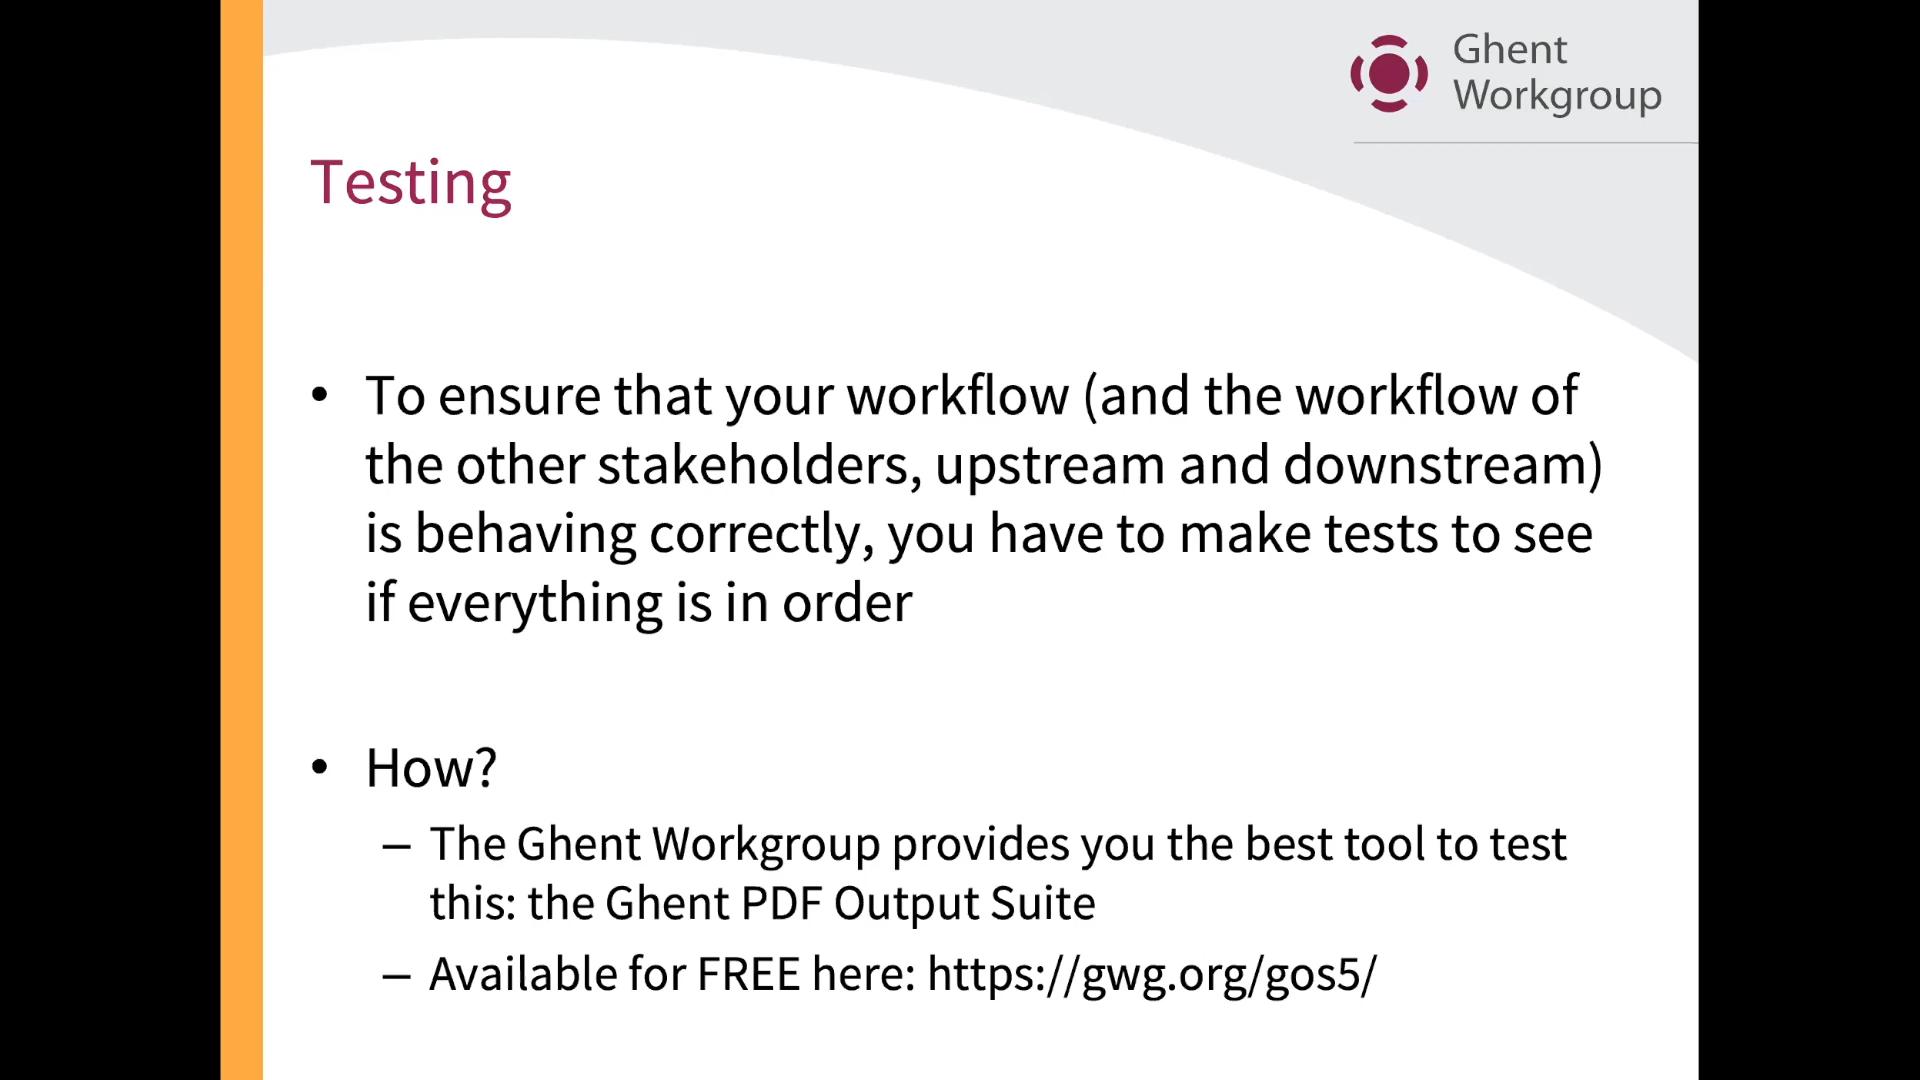 Ghent
Workgroup
Testing
• To ensure that your workflow (and the workflow of
the other stakeholders, upstream and downstream)
is behaving correctly, you have to make tests to see
if everything is in order
• How?
– The Ghent Workgroup provides you the best tool to test
this: the Ghent PDF Output Suite
– Available for FREE here: https://gwg.org/gos5/